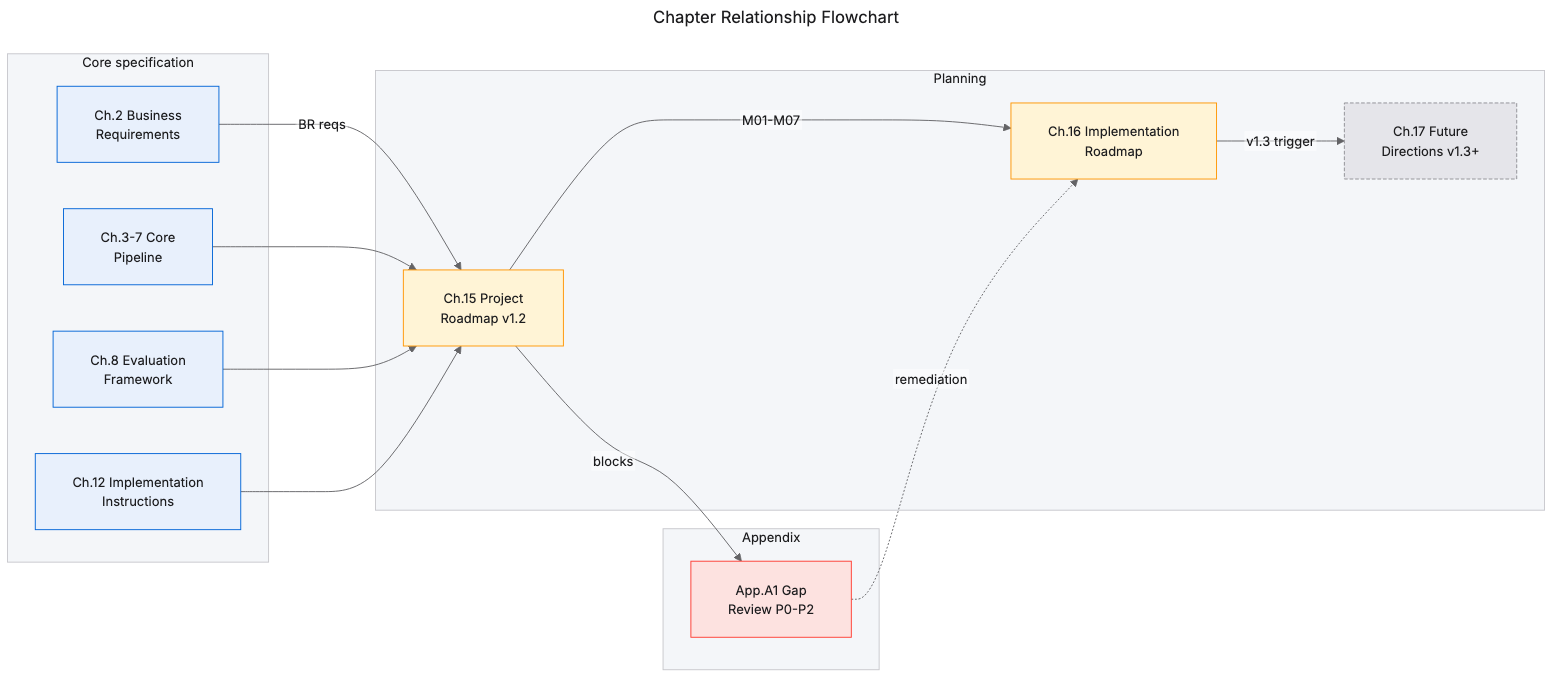 Chapter Relationship Flowchart
Core specification
Ch.2 Business
Requirements
Ch.3-7 Core
Pipeline
Ch.8 Evaluation
Framework
Ch.12 Implementation
Instructions
BR reqs
Planning
Ch.15 Project
Roadmap v1.2
M01-M07
Ch.16 Implementation
Roadmap
v1.3 trigger
Ch.17 Future
Directions v1.3+
remediation
blocks
Appendix
App.A1 Gap
Review P0-P2